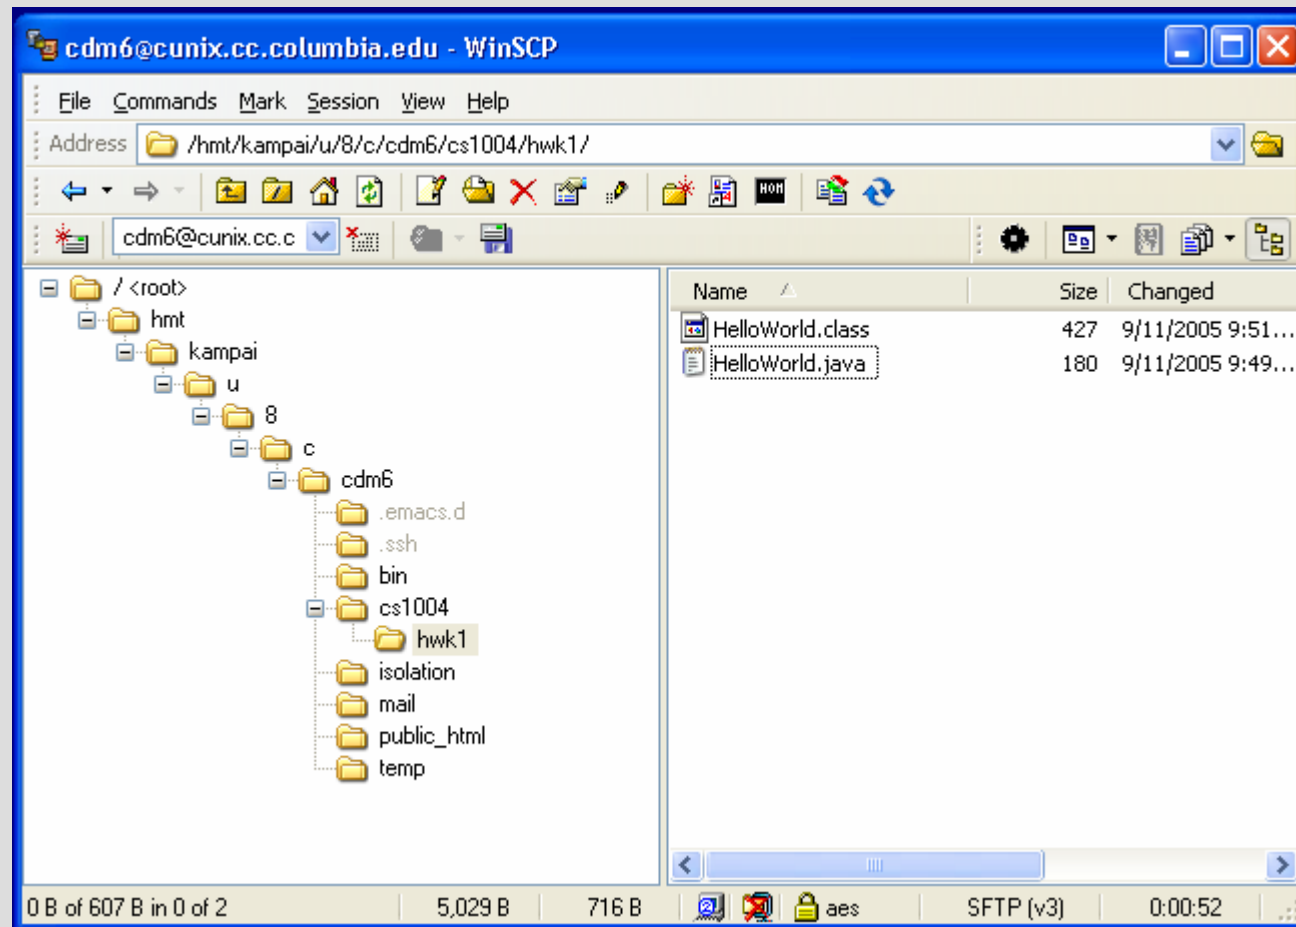 cdm6@cunix.cc.columbia.edu - WinSCP
File Commands Mark Session View Help
Address /hmt/kampai/u/8/c/cdm6/cs1004/hwk1/
cdm6@cunix.cc.c
/ <root>
hmt
kampai
u
8
c
cdm6
.emacs.d
.ssh
bin
cs1004
hwk1
isolation
mail
public_html
temp
Name Size Changed
HelloWorld.class 427 9/11/2005 9:51...
HelloWorld.java 180 9/11/2005 9:49...
0 B of 607 B in 0 of 2 5,029 B 716 B aes SFTP (v3) 0:00:52